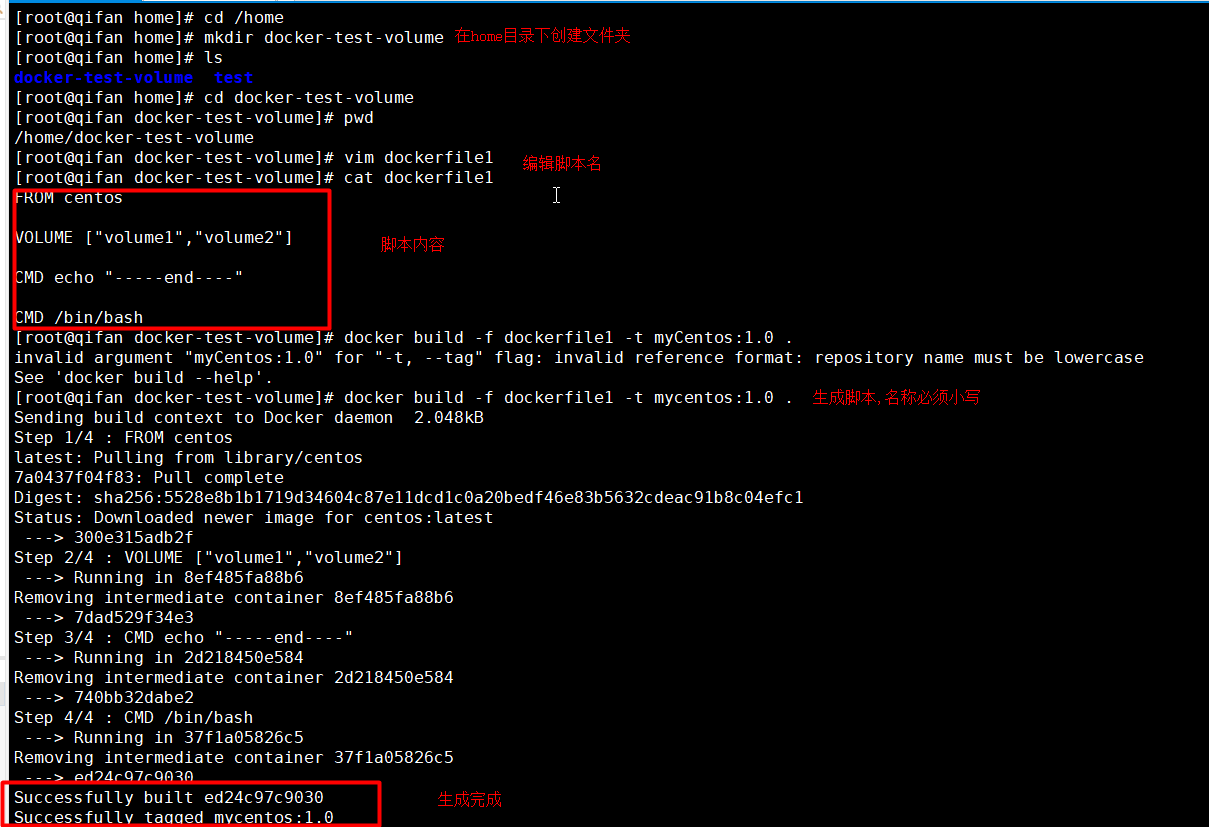 [root@qifan home]# cd /home
[root@qifan home]# mkdir docker-test-volume 在home目录下创建文件夹
[root@qifan home]# ls
docker-test-volume  test
[root@qifan home]# cd docker-test-volume
[root@qifan docker-test-volume]# pwd
/home/docker-test-volume
[root@qifan docker-test-volume]# vim dockerfile1 编辑脚本名
[root@qifan docker-test-volume]# cat dockerfile1
FROM centos
VOLUME ["volume1","volume2"] 脚本内容
CMD echo "-----end----"
CMD /bin/bash
[root@qifan docker-test-volume]# docker build -f dockerfile1 -t myCentos:1.0 .
invalid argument "myCentos:1.0" for "-t, --tag" flag: invalid reference format: repository name must be lowercase
See 'docker build --help'.
[root@qifan docker-test-volume]# docker build -f dockerfile1 -t mycentos:1.0 . 生成脚本,名称必须小写
Sending build context to Docker daemon  2.048kB
Step 1/4 : FROM centos
latest: Pulling from library/centos
7a0437f04f83: Pull complete
Digest: sha256:5528e8b1b1719d34604c87e11dcd1c0a20bedf46e83b5632cdeac91b8c04efc1
Status: Downloaded newer image for centos:latest
---> 300e315adb2f
Step 2/4 : VOLUME ["volume1","volume2"]
---> Running in 8ef485fa88b6
Removing intermediate container 8ef485fa88b6
---> 7dad529f34e3
Step 3/4 : CMD echo "-----end----"
---> Running in 2d218450e584
Removing intermediate container 2d218450e584
---> 740bb32dabe2
Step 4/4 : CMD /bin/bash
---> Running in 37f1a05826c5
Removing intermediate container 37f1a05826c5
---> ed24c97c9030
Successfully built ed24c97c9030 生成完成
Successfully tagged mycentos:1.0